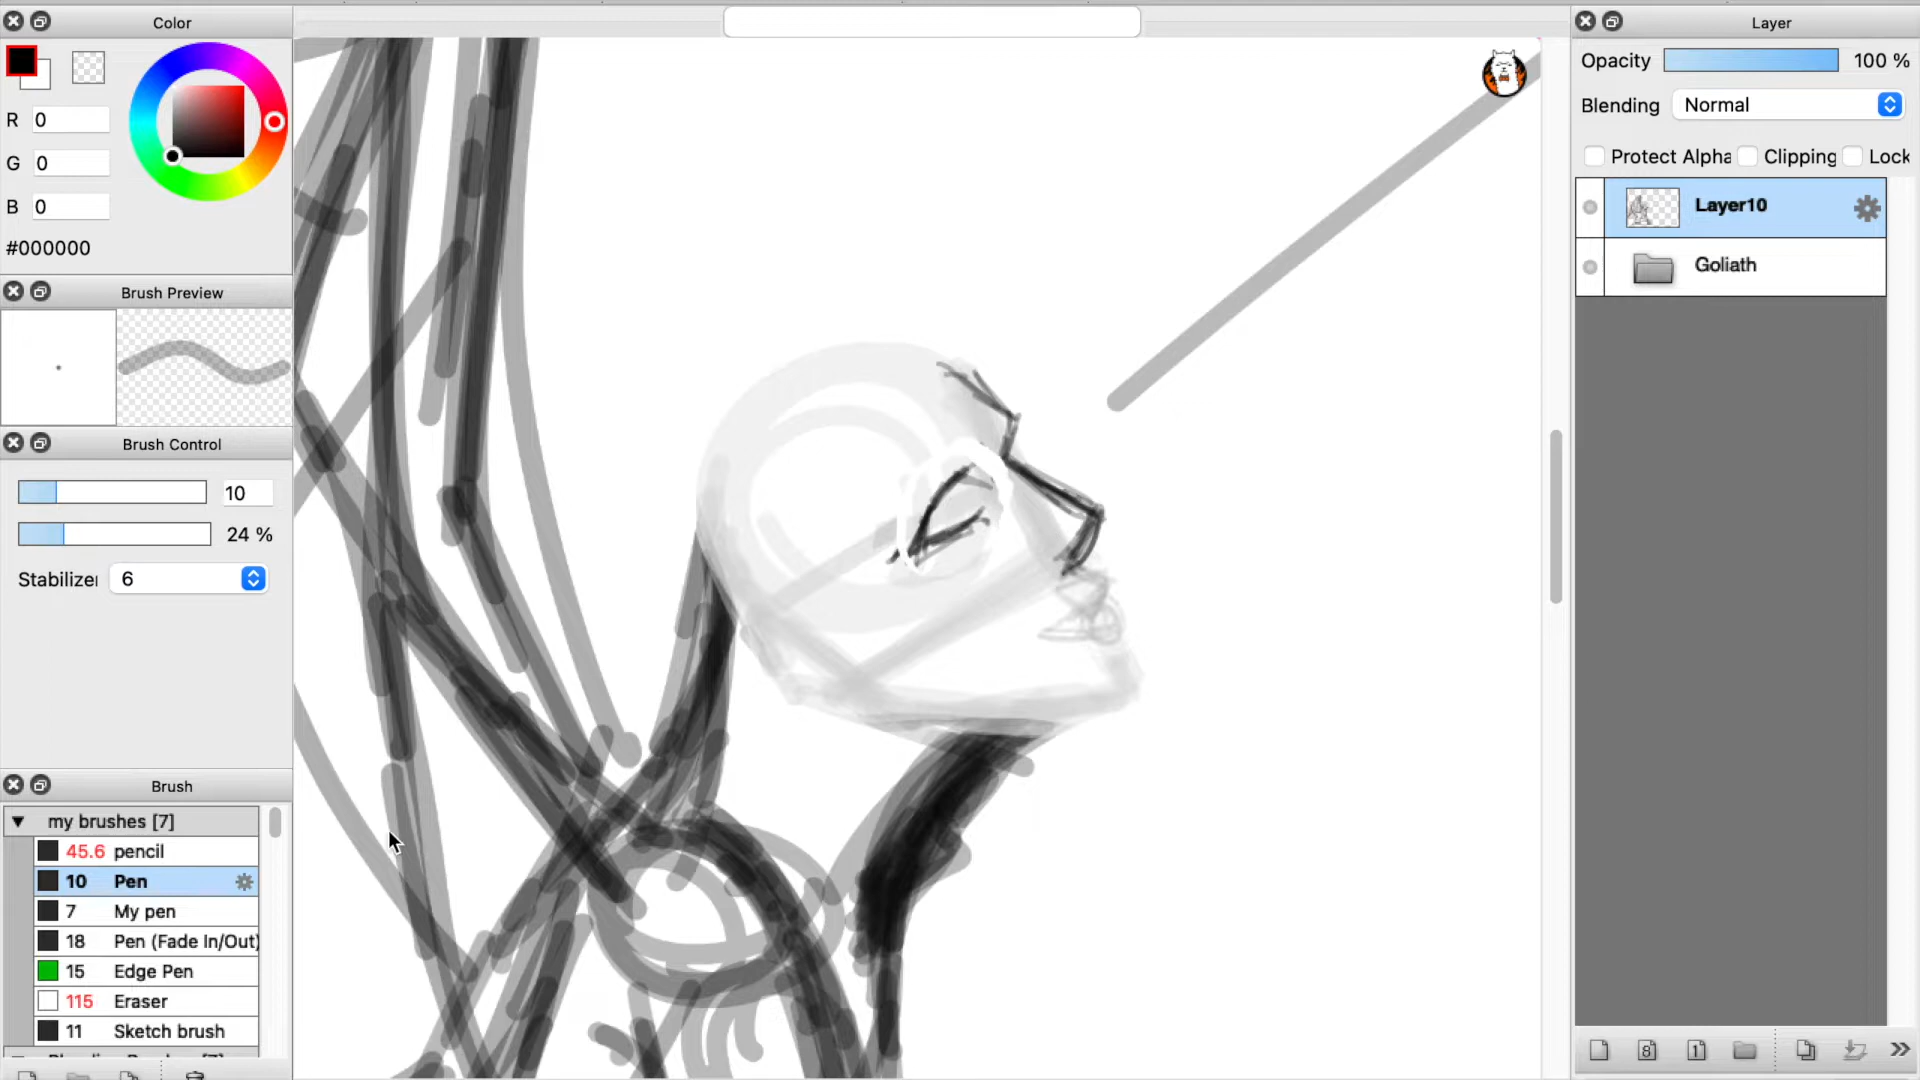 Color
R 0
G 0
B 0
#000000
Brush Preview
Brush Control
10
24 %
Stabilizer 6
Brush
my brushes [7]
45.6 pencil
10 Pen
7 My pen
18 Pen (Fade In/Out)
15 Edge Pen
115 Eraser
11 Sketch brush
Layer
Opacity 100 %
Blending Normal
Protect Alpha Clipping Lock
Layer10
Goliath
8
1